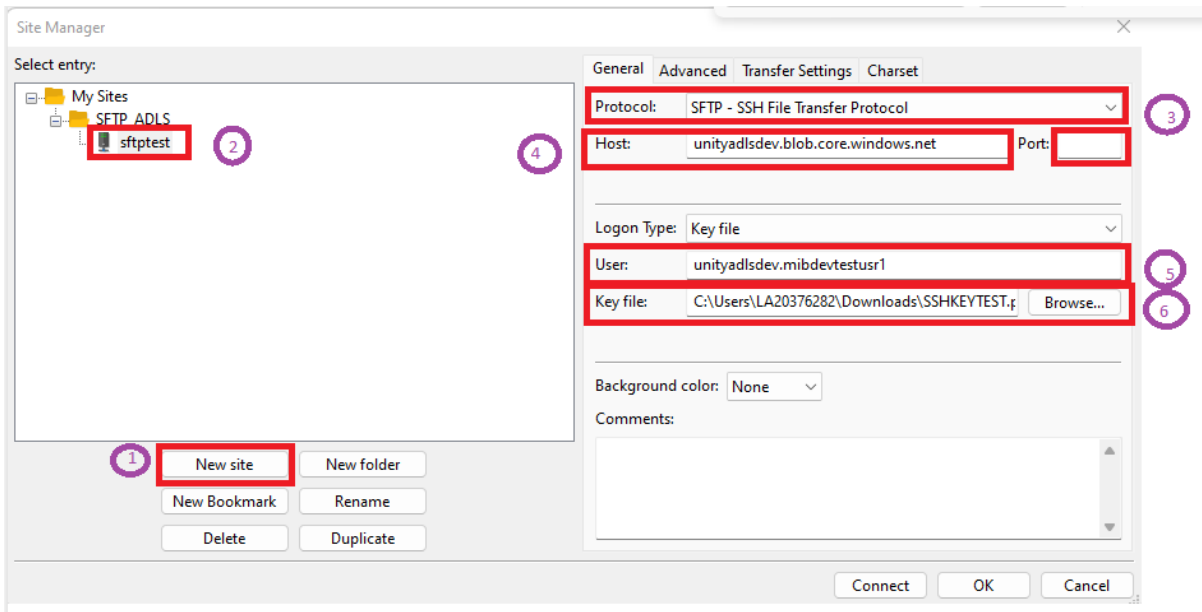 Site Manager
Select entry:
My Sites
SFTP_ADLS
sftptest
2
1
New site
New folder
New Bookmark
Rename
Delete
Duplicate
General
Advanced
Transfer Settings
Charset
Protocol:
SFTP - SSH File Transfer Protocol
3
4
Host:
unityadlsdev.blob.core.windows.net
Port:
Logon Type:
Key file
User:
unityadlsdev.mibdevtestusr1
5
Key file:
C:\Users\LA20376282\Downloads\SSHKEYTEST.p
Browse...
6
Background color:
None
Comments:
Connect
OK
Cancel